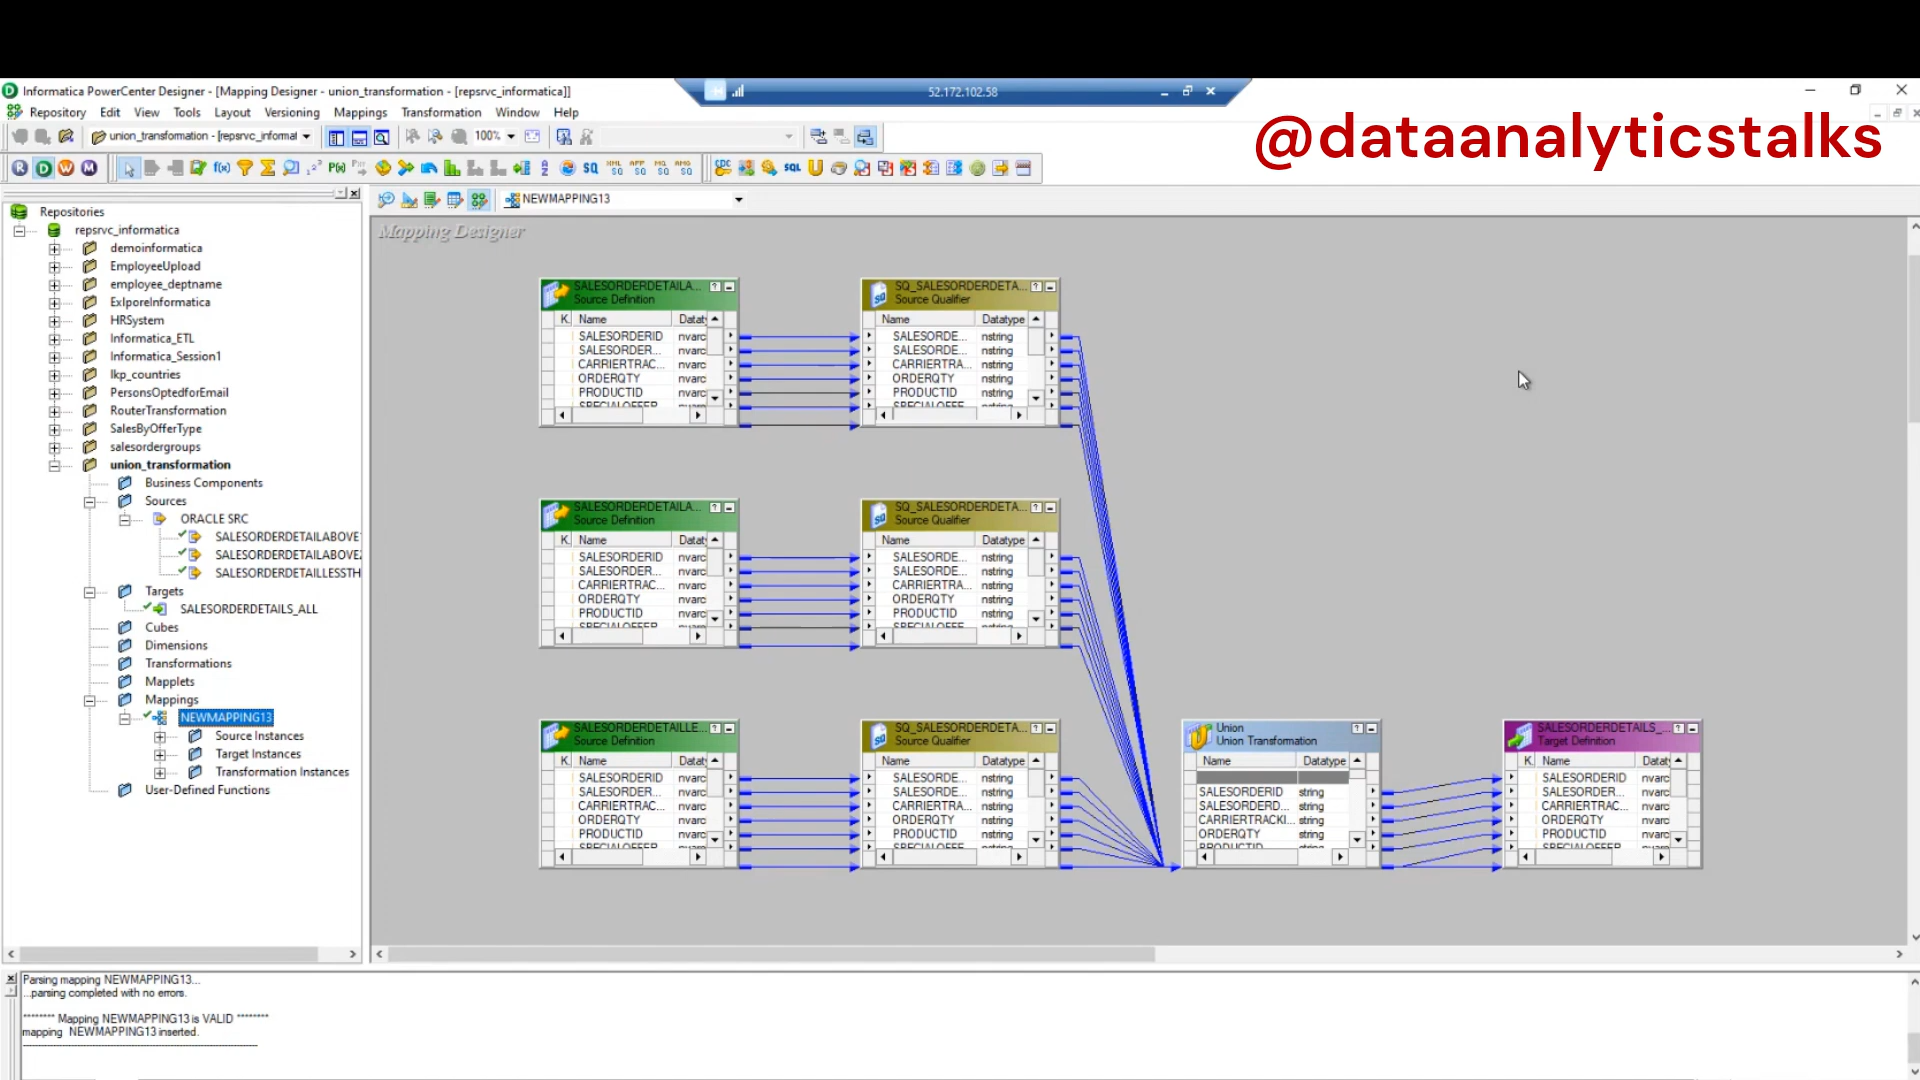 Informatica PowerCenter Designer - [Mapping Designer - union_transformation - [repsrvc_informatica]]
52.172.102.58
Repository Edit View Tools Layout Versioning Mappings Transformation Window Help
@dataanalyticstalks
union_transformation - [repsrvc_informat
100%
NEWMAPPING13
Mapping Designer
Repositories
repsrvc_informatica
demoinformatica
EmployeeUpload
employee_deptname
ExlporeInformatica
HRSystem
Informatica_ETL
Informatica_Session1
lkp_countries
PersonsOptedforEmail
RouterTransformation
SalesByOfferType
salesordergroups
union_transformation
Business Components
Sources
ORACLE SRC
SALESORDERDETAILABOVE
SALESORDERDETAILABOVE
SALESORDERDETAILLESSTH
Targets
SALESORDERDETAILS_ALL
Cubes
Dimensions
Transformations
Mapplets
Mappings
NEWMAPPING13
Source Instances
Target Instances
Transformation Instances
User-Defined Functions
SALESORDERDETAILA...
Source Definition
K. Name Datat
SALESORDERID nvarc
SALESORDER... nvarc
CARRIERTRAC... nvarc
ORDERQTY nvarc
PRODUCTID nvarc
SQ_SALESORDERDETA...
Source Qualifier
Name Datatype
SALESORDE... nstring
SALESORDE... nstring
CARRIERTRA... nstring
ORDERQTY nstring
PRODUCTID nstring
SALESORDERDETAILA...
Source Definition
K. Name Datat
SALESORDERID nvarc
SALESORDER... nvarc
CARRIERTRAC... nvarc
ORDERQTY nvarc
PRODUCTID nvarc
SQ_SALESORDERDETA...
Source Qualifier
Name Datatype
SALESORDE... nstring
SALESORDE... nstring
CARRIERTRA... nstring
ORDERQTY nstring
PRODUCTID nstring
SALESORDERDETAILLE...
Source Definition
K. Name Datat
SALESORDERID nvarc
SALESORDER... nvarc
CARRIERTRAC... nvarc
ORDERQTY nvarc
PRODUCTID nvarc
SQ_SALESORDERDETA...
Source Qualifier
Name Datatype
SALESORDE... nstring
SALESORDE... nstring
CARRIERTRA... nstring
ORDERQTY nstring
PRODUCTID nstring
Union
Union Transformation
Name Datatype
SALESORDERID string
SALESORDERD... string
CARRIERTRACKI... string
ORDERQTY string
SALESORDERDETAILS_...
Target Definition
K. Name Datat
SALESORDERID nvarc
SALESORDER... nvarc
CARRIERTRAC... nvarc
ORDERQTY nvarc
PRODUCTID nvarc
Parsing mapping NEWMAPPING13...
...parsing completed with no errors.
******** Mapping NEWMAPPING13 is VALID ********
mapping NEWMAPPING13 inserted.